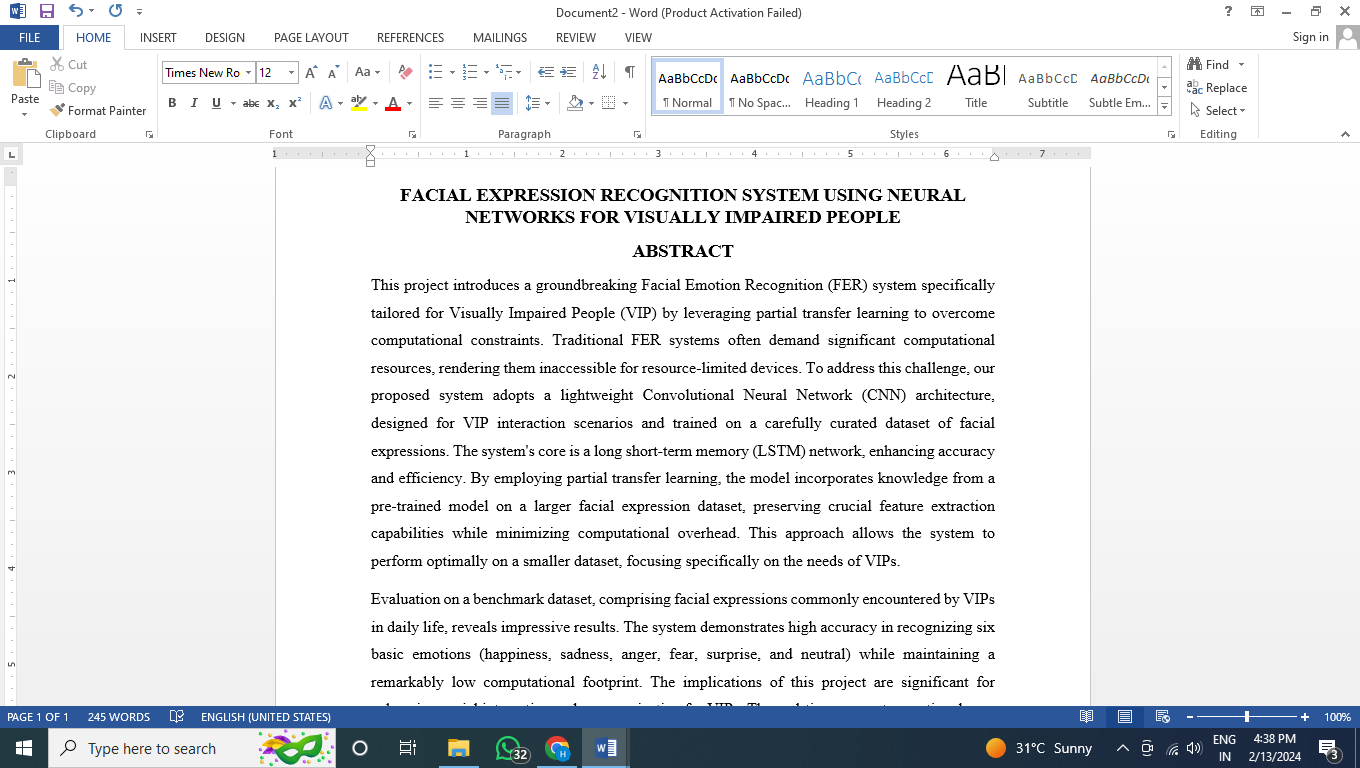 Document2 - Word (Product Activation Failed)
FILE HOME INSERT DESIGN PAGE LAYOUT REFERENCES MAILINGS REVIEW VIEW Sign in
Paste
Cut
Copy
Format Painter
Clipboard
Times New Ro 12
Font
Paragraph
AaBbCcDc AaBbCcDc AaBbCc AaBbCcD AaB AaBbCcD AaBbCcDc
¶ Normal ¶ No Spac... Heading 1 Heading 2 Title Subtitle Subtle Em...
Styles
Find
Replace
Select
Editing
1 1 2 3 4 5 6 7
FACIAL EXPRESSION RECOGNITION SYSTEM USING NEURAL
NETWORKS FOR VISUALLY IMPAIRED PEOPLE
ABSTRACT
This project introduces a groundbreaking Facial Emotion Recognition (FER) system specifically
tailored for Visually Impaired People (VIP) by leveraging partial transfer learning to overcome
computational constraints. Traditional FER systems often demand significant computational
resources, rendering them inaccessible for resource-limited devices. To address this challenge, our
proposed system adopts a lightweight Convolutional Neural Network (CNN) architecture,
designed for VIP interaction scenarios and trained on a carefully curated dataset of facial
expressions. The system's core is a long short-term memory (LSTM) network, enhancing accuracy
and efficiency. By employing partial transfer learning, the model incorporates knowledge from a
pre-trained model on a larger facial expression dataset, preserving crucial feature extraction
capabilities while minimizing computational overhead. This approach allows the system to
perform optimally on a smaller dataset, focusing specifically on the needs of VIPs.
Evaluation on a benchmark dataset, comprising facial expressions commonly encountered by VIPs
in daily life, reveals impressive results. The system demonstrates high accuracy in recognizing six
basic emotions (happiness, sadness, anger, fear, surprise, and neutral) while maintaining a
remarkably low computational footprint. The implications of this project are significant for
PAGE 1 OF 1 245 WORDS ENGLISH (UNITED STATES) 100%
Type here to search 32 31°C Sunny ENG IN 4:38 PM 2/13/2024 3